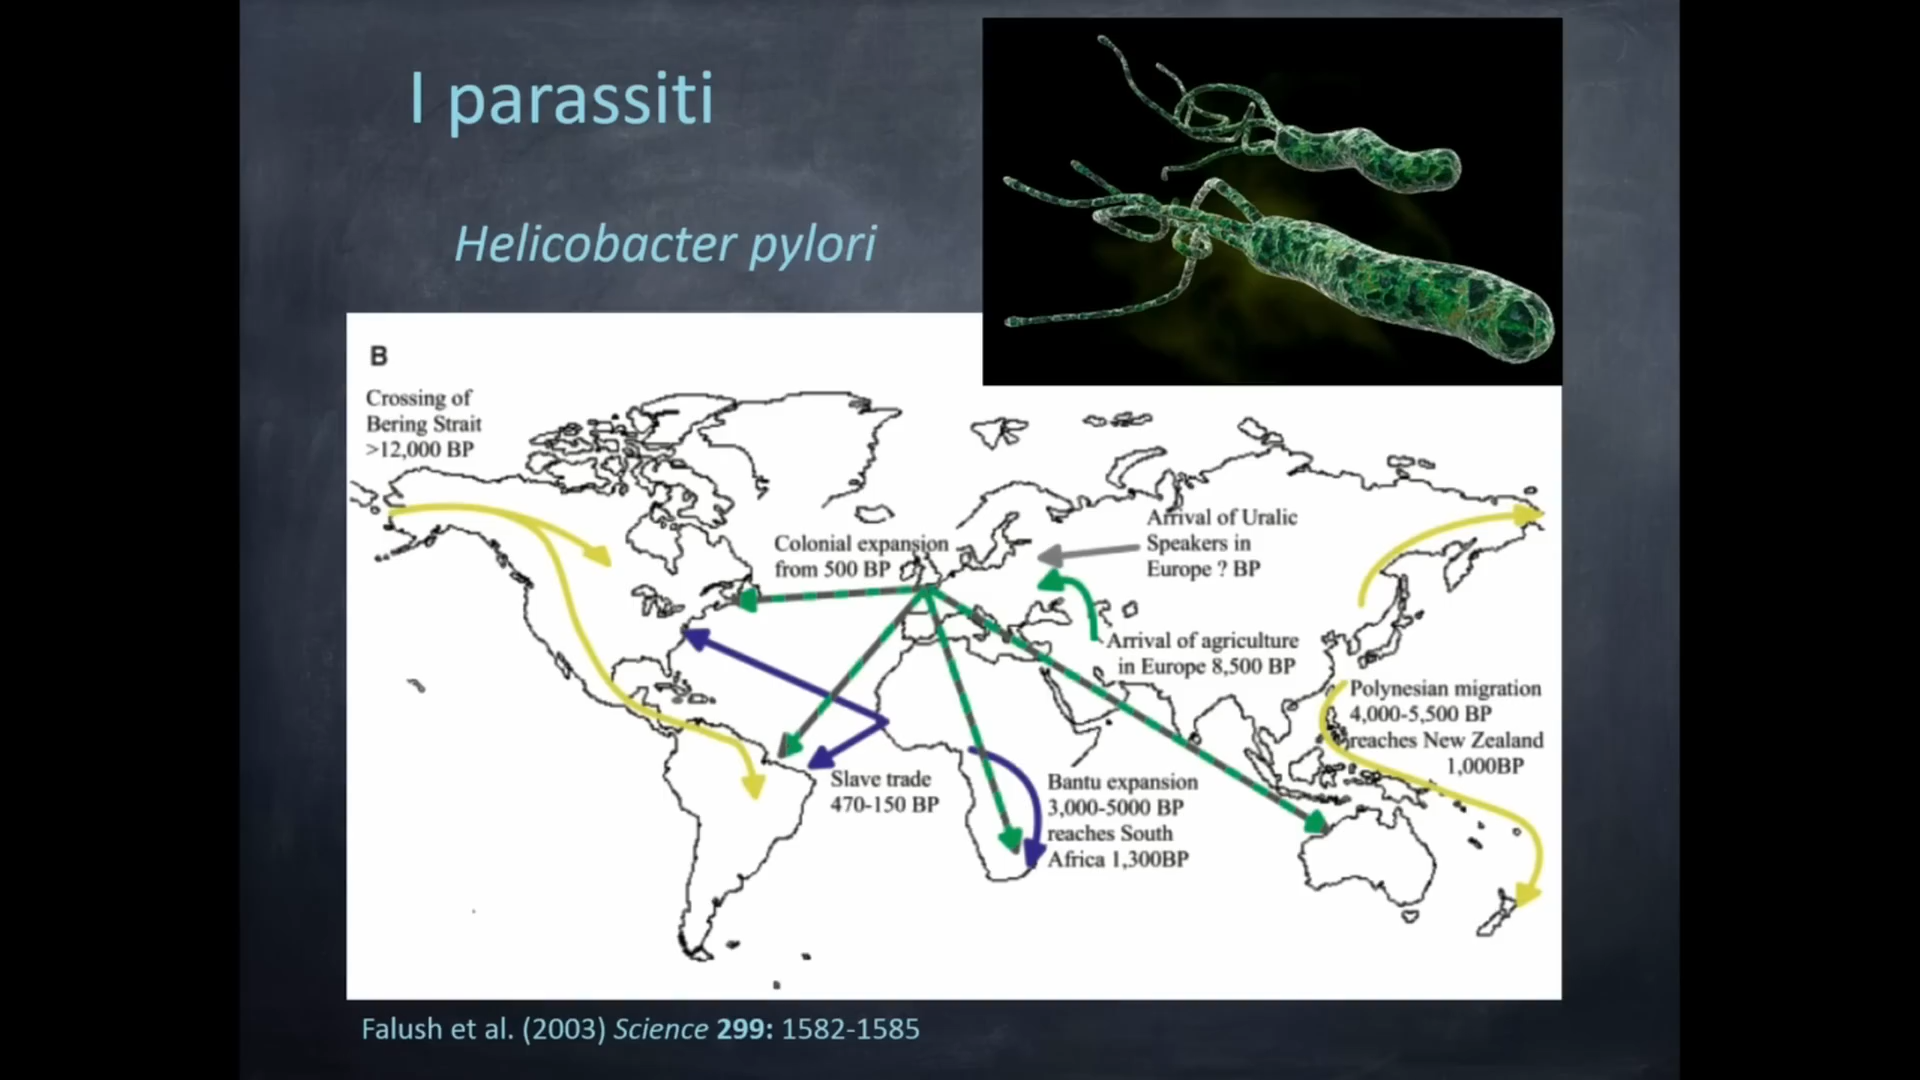 I parassiti
Helicobacter pylori
B
Crossing of
Bering Strait
>12,000 BP
Colonial expansion
from 500 BP
Arrival of Uralic
Speakers in
Europe ? BP
Arrival of agriculture
in Europe 8,500 BP
Polynesian migration
4,000-5,500 BP
reaches New Zealand
1,000BP
Slave trade
470-150 BP
Bantu expansion
3,000-5000 BP
reaches South
Africa 1,300BP
Falush et al. (2003) Science 299: 1582-1585